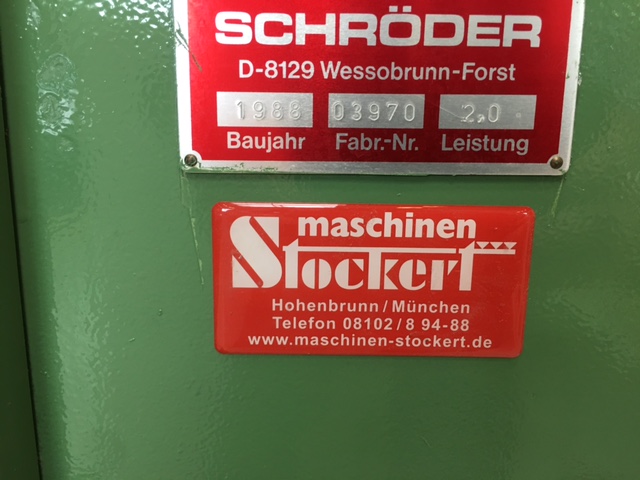 SCHRÖDER
D-8129 Wessobrunn-Forst
1988 03970 2,0
Baujahr Fabr.-Nr. Leistung
maschinen
Stockert
Hohenbrunn/München
Telefon 08102/8 94-88
www.maschinen-stockert.de